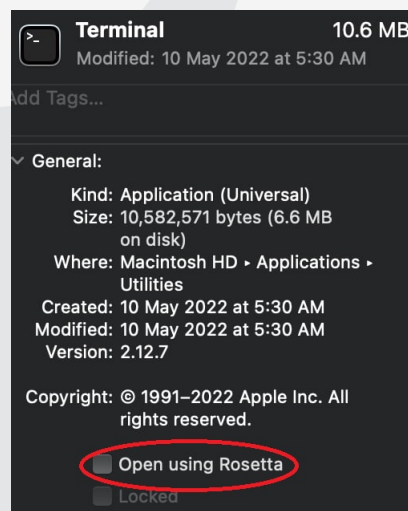 >_
Terminal 10.6 MB
Modified: 10 May 2022 at 5:30 AM
Add Tags...
General:
Kind: Application (Universal)
Size: 10,582,571 bytes (6.6 MB
on disk)
Where: Macintosh HD ▸ Applications ▸
Utilities
Created: 10 May 2022 at 5:30 AM
Modified: 10 May 2022 at 5:30 AM
Version: 2.12.7
Copyright: © 1991–2022 Apple Inc. All
rights reserved.
Open using Rosetta
Locked